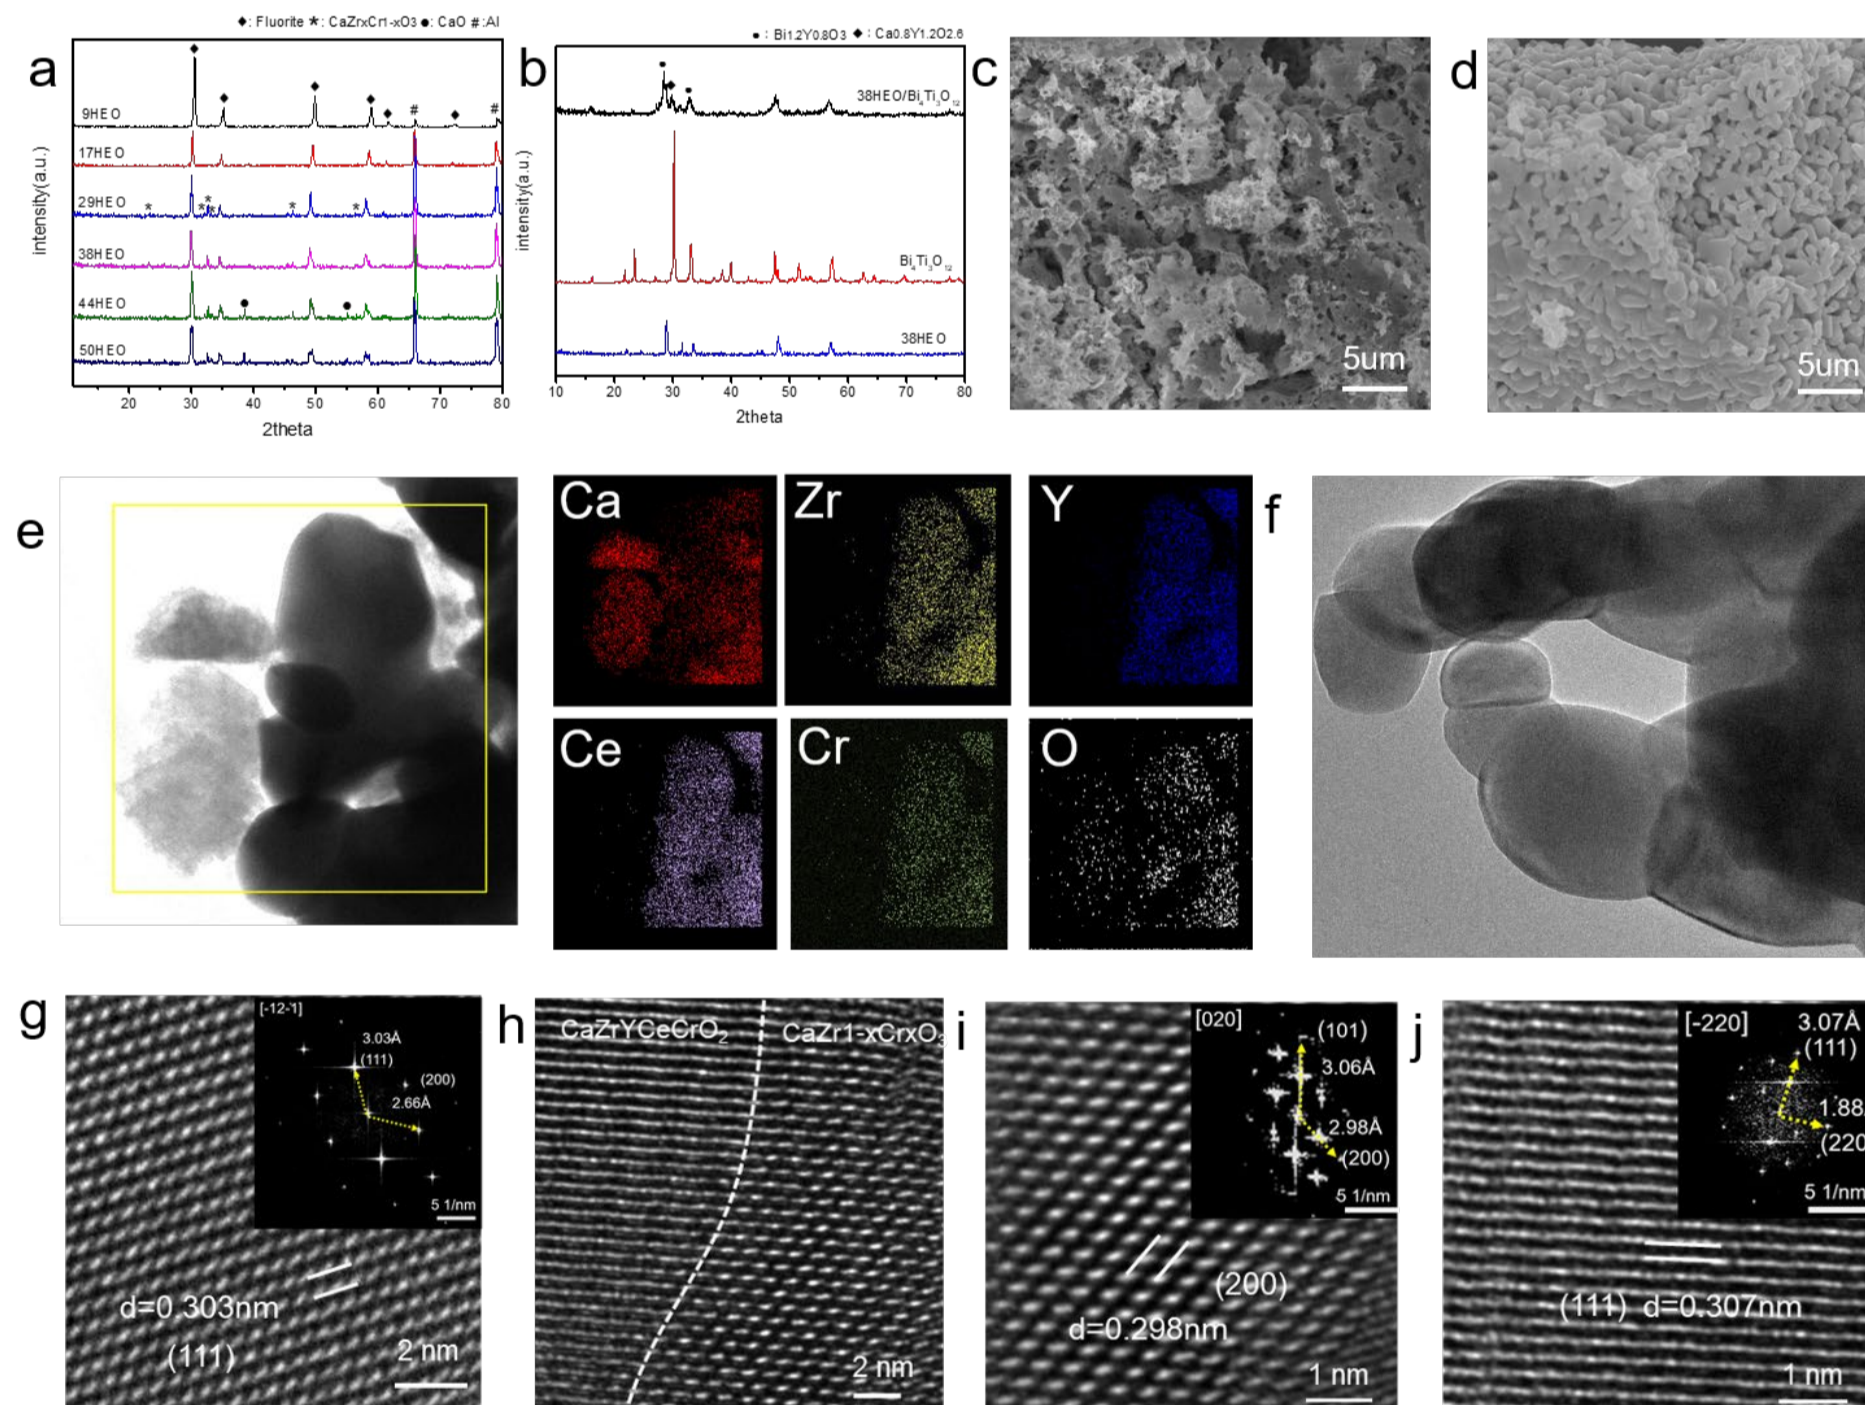 a
◆: Fluorite *: CaZrxCr1-xO3 ●: CaO #:Al
intensity(a.u.)
9HEO
17HEO
29HEO
38HEO
44HEO
50HEO
20 30 40 50 60 70 80
2theta
b
●: Bi1.2Y0.8O3 ◆: Ca0.8Y1.2O2.6
intensity(a.u.)
38HEO/Bi₄Ti₃O₁₂
Bi₄Ti₃O₁₂
38HEO
10 20 30 40 50 60 70 80
2theta
c
5um
d
5um
e
Ca
Zr
Y
Ce
Cr
O
f
g
[-12-1]
3.03Å
(111)
(200)
2.66Å
5 1/nm
d=0.303nm
(111)
2 nm
h
CaZrYCeCrO₂
CaZr1-xCrxO₃
2 nm
i
[020]
(101)
3.06Å
2.98Å
(200)
5 1/nm
(200)
d=0.298nm
1 nm
j
[-220]
3.07Å
(111)
1.88
(220
5 1/nm
(111) d=0.307nm
1 nm